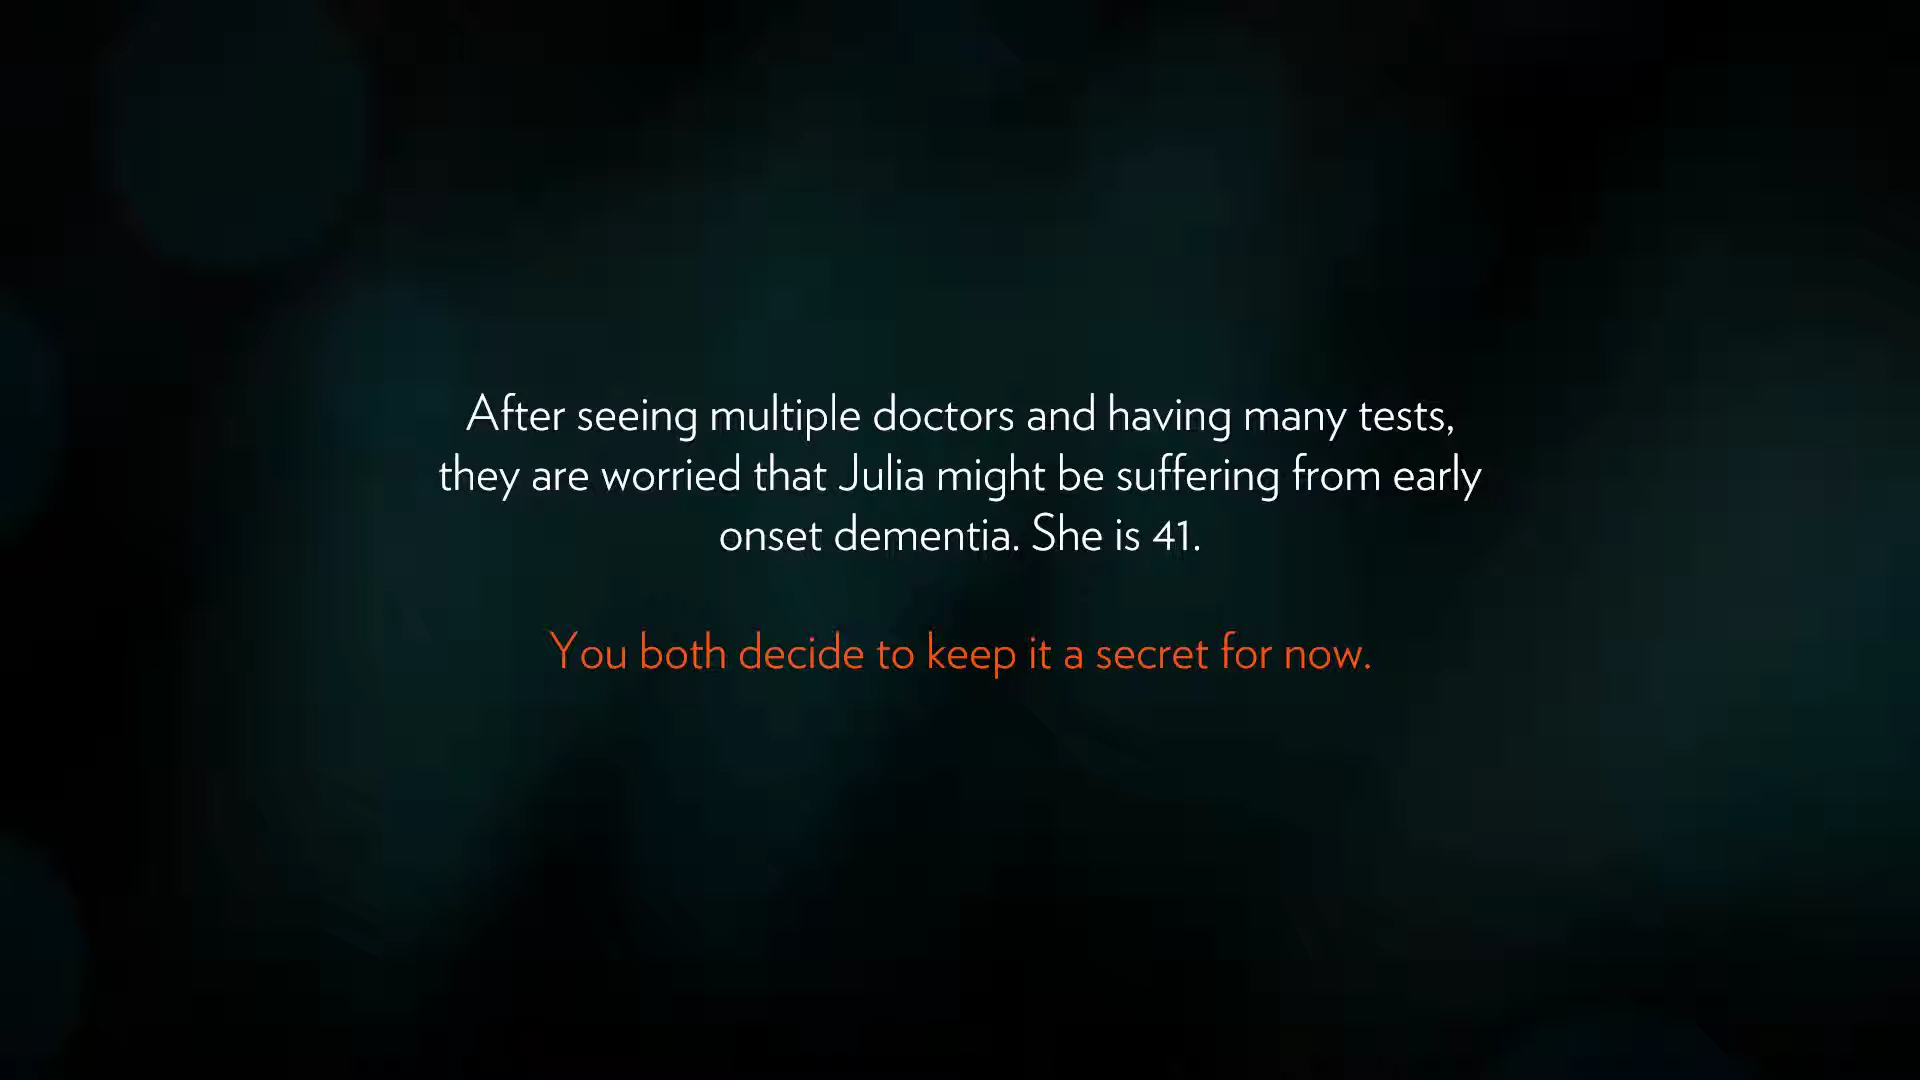 After seeing multiple doctors and having many tests,
they are worried that Julia might be suffering from early
onset dementia. She is 41.
You both decide to keep it a secret for now.